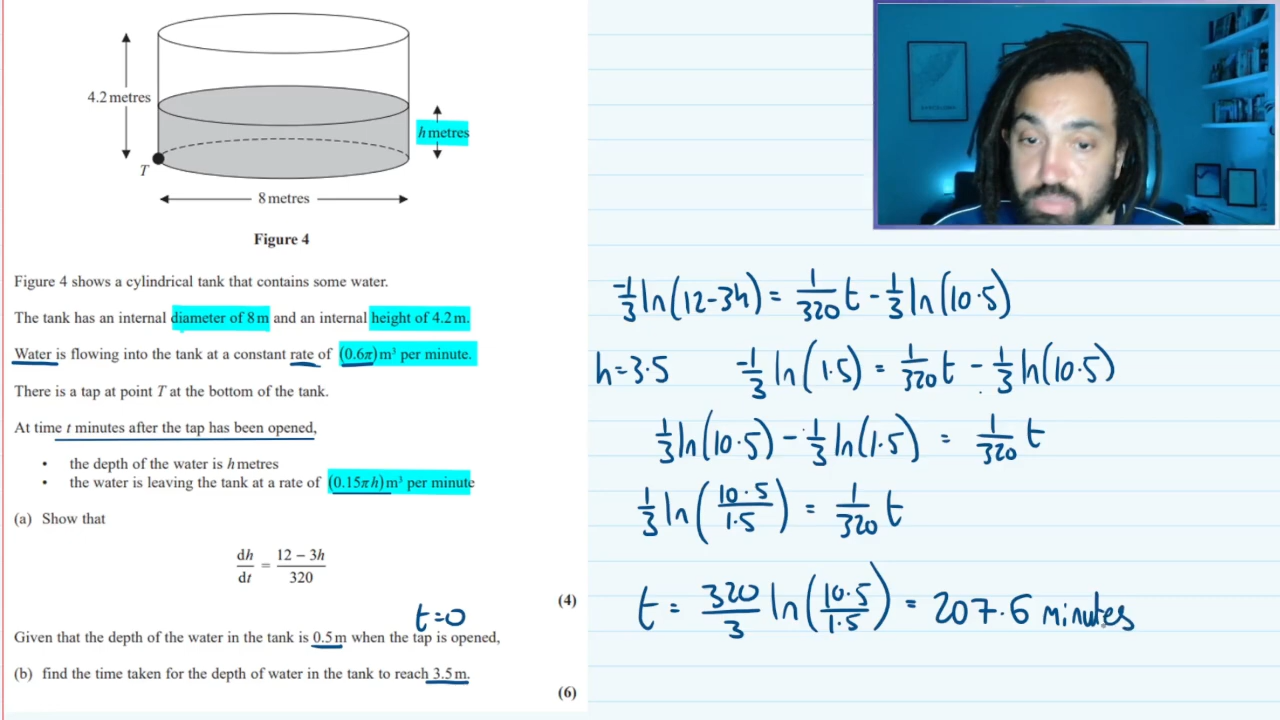 4.2 metres
h metres
T
8 metres
Figure 4
Figure 4 shows a cylindrical tank that contains some water.
The tank has an internal diameter of 8 m and an internal height of 4.2 m.
Water is flowing into the tank at a constant rate of (0.6π) m³ per minute.
There is a tap at point T at the bottom of the tank.
At time t minutes after the tap has been opened,
• the depth of the water is h metres
• the water is leaving the tank at a rate of (0.15πh) m³ per minute
(a) Show that
dh/dt = (12 − 3h)/320
(4)
t=0
Given that the depth of the water in the tank is 0.5 m when the tap is opened,
(b) find the time taken for the depth of water in the tank to reach 3.5 m.
(6)
-1/3 ln(12-3h) = 1/320 t - 1/3 ln(10.5)
h=3.5 -1/3 ln(1.5) = 1/320 t - 1/3 ln(10.5)
1/3 ln(10.5) - 1/3 ln(1.5) = 1/320 t
1/3 ln(10.5/1.5) = 1/320 t
t = 320/3 ln(10.5/1.5) = 207.6 minutes